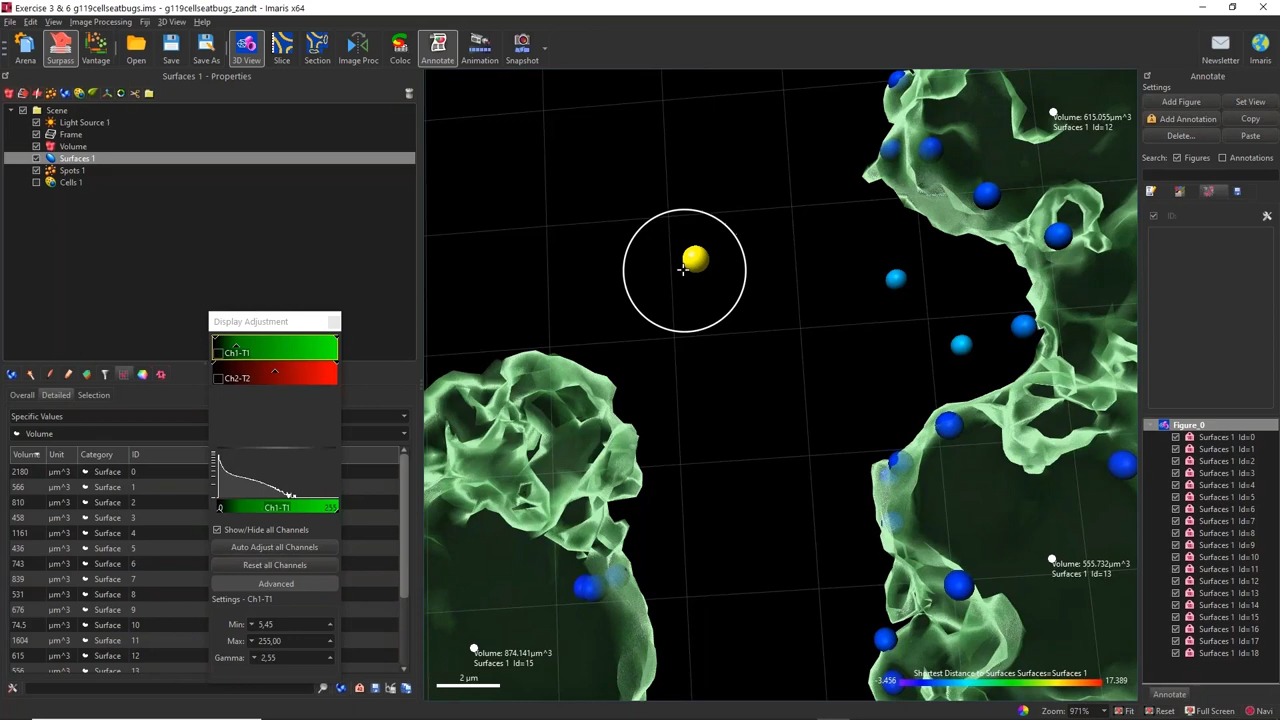 Exercise 3 & 6 g119cellseatbugs.ims - g119cellseatbugs_zandt - Imaris x64
File Edit View Image Processing Fiji 3D View Help
Arena Surpass Vantage Open Save Save As 3D View Slice Section Image Proc Coloc Annotate Animation Snapshot Newsletter Imaris
Surfaces 1 - Properties
Scene
Light Source 1
Frame
Volume
Surfaces 1
Spots 1
Cells 1
Display Adjustment
Ch1-T1
Ch2-T2
0 Ch1-T1 255
Show/Hide all Channels
Auto Adjust all Channels
Reset all Channels
Advanced
Settings - Ch1-T1
Min: 5,45
Max: 255,00
Gamma: 2,55
Overall Detailed Selection
Specific Values
Volume
Unit Category ID
2180 µm^3 Surface 0
566 µm^3 Surface 1
810 µm^3 Surface 2
458 µm^3 Surface 3
1161 µm^3 Surface 4
436 µm^3 Surface 5
743 µm^3 Surface 6
839 µm^3 Surface 7
531 µm^3 Surface 8
676 µm^3 Surface 9
74.5 µm^3 Surface 10
1604 µm^3 Surface 11
615 µm^3 Surface 12
556 µm^3 Surface 13
Volume: 615.055µm^3
Surfaces 1 Id=12
Volume: 555.732µm^3
Surfaces 1 Id=13
Volume: 874.141µm^3
Surfaces 1 Id=15
2 µm
Shortest Distance to Surfaces Surfaces=Surfaces 1
-3.456 17.389
Annotate
Settings
Add Figure Set View
Add Annotation Copy
Delete... Paste
Search: Figures Annotations
ID:
Figure_0
Surfaces 1 Id=0
Surfaces 1 Id=1
Surfaces 1 Id=2
Surfaces 1 Id=3
Surfaces 1 Id=4
Surfaces 1 Id=5
Surfaces 1 Id=6
Surfaces 1 Id=7
Surfaces 1 Id=8
Surfaces 1 Id=9
Surfaces 1 Id=10
Surfaces 1 Id=11
Surfaces 1 Id=12
Surfaces 1 Id=13
Surfaces 1 Id=14
Surfaces 1 Id=15
Surfaces 1 Id=16
Surfaces 1 Id=17
Surfaces 1 Id=18
Annotate
Zoom: 971% Fit Reset Full Screen Navi